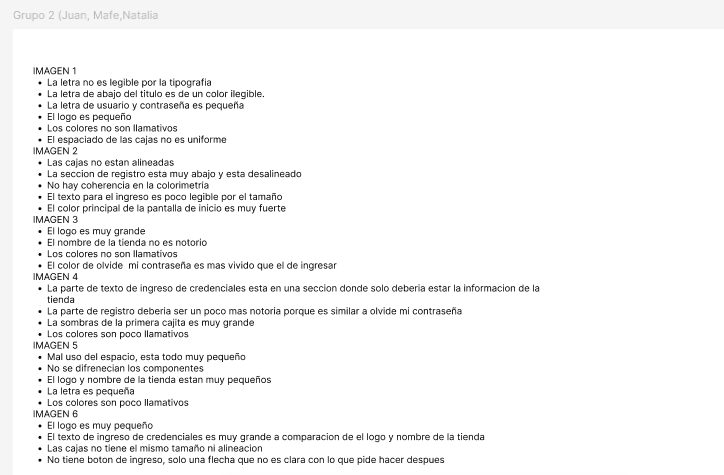 Grupo 2 (Juan, Mafe,Natalia
IMAGEN 1
• La letra no es legible por la tipografia
• La letra de abajo del titulo es de un color ilegible.
• La letra de usuario y contraseña es pequeña
• El logo es pequeño
• Los colores no son llamativos
• El espaciado de las cajas no es uniforme
IMAGEN 2
• Las cajas no estan alineadas
• La seccion de registro esta muy abajo y esta desalineado
• No hay coherencia en la colorimetria
• El texto para el ingreso es poco legible por el tamaño
• El color principal de la pantalla de inicio es muy fuerte
IMAGEN 3
• El logo es muy grande
• El nombre de la tienda no es notorio
• Los colores no son llamativos
• El color de olvide  mi contraseña es mas vivido que el de ingresar
IMAGEN 4
• La parte de texto de ingreso de credenciales esta en una seccion donde solo deberia estar la informacion de la
tienda
• La parte de registro deberia ser un poco mas notoria porque es similar a olvide mi contraseña
• La sombras de la primera cajita es muy grande
• Los colores son poco llamativos
IMAGEN 5
• Mal uso del espacio, esta todo muy pequeño
• No se difrenecian los componentes
• El logo y nombre de la tienda estan muy pequeños
• La letra es pequeña
• Los colores son poco llamativos
IMAGEN 6
• El logo es muy pequeño
• El texto de ingreso de credenciales es muy grande a comparacion de el logo y nombre de la tienda
• Las cajas no tiene el mismo tamaño ni alineacion
• No tiene boton de ingreso, solo una flecha que no es clara con lo que pide hacer despues